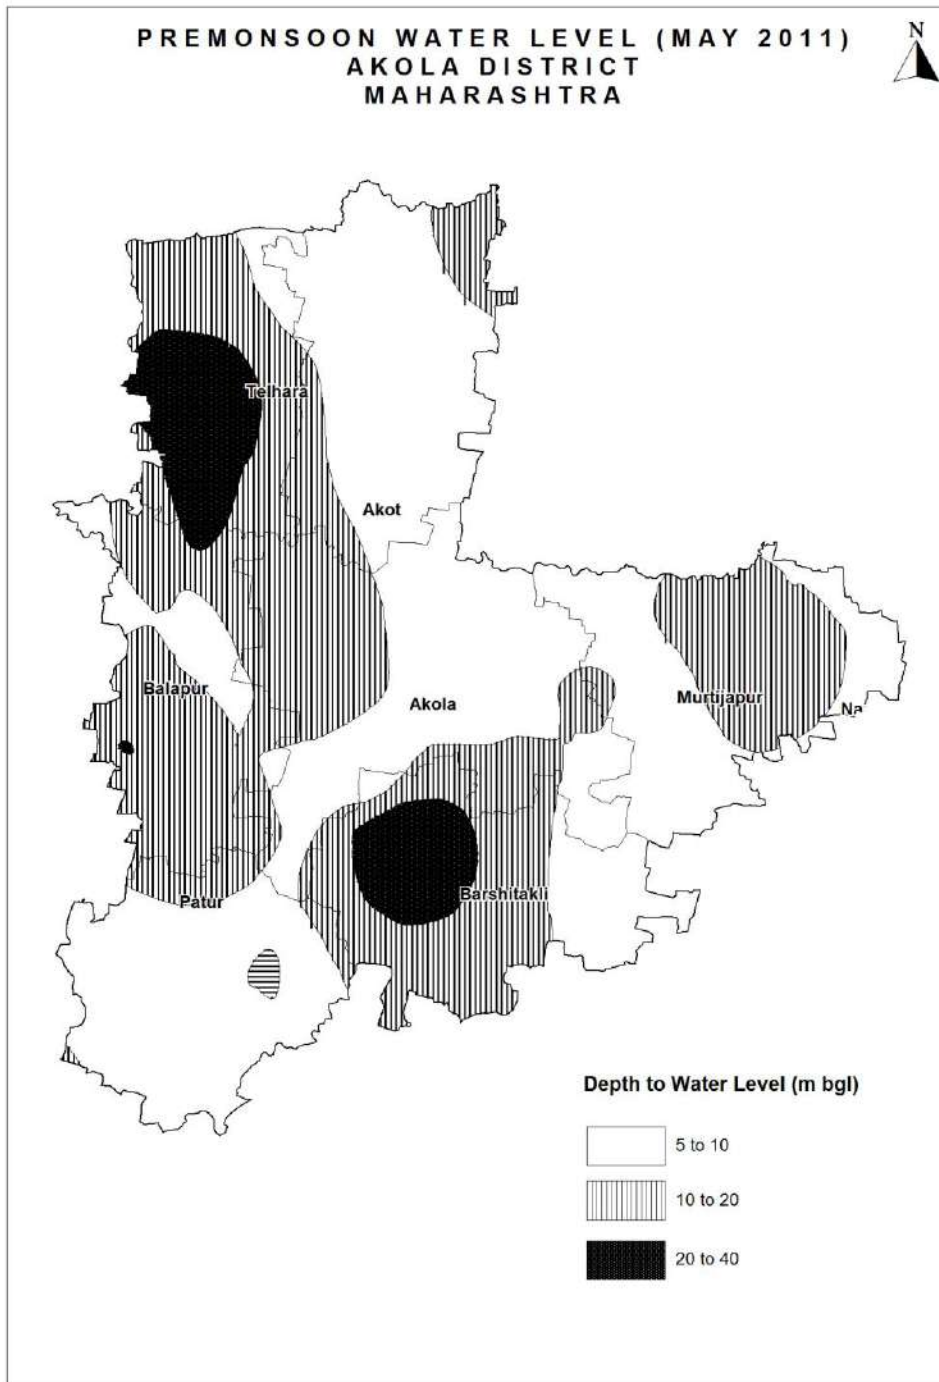 PREMONSOON WATER LEVEL (MAY 2011)
AKOLA DISTRICT
MAHARASHTRA
N
Telhara
Akot
Balapur
Akola
Murtijapur
Na
Barshitakli
Patur
Depth to Water Level (m bgl)
5 to 10
10 to 20
20 to 40